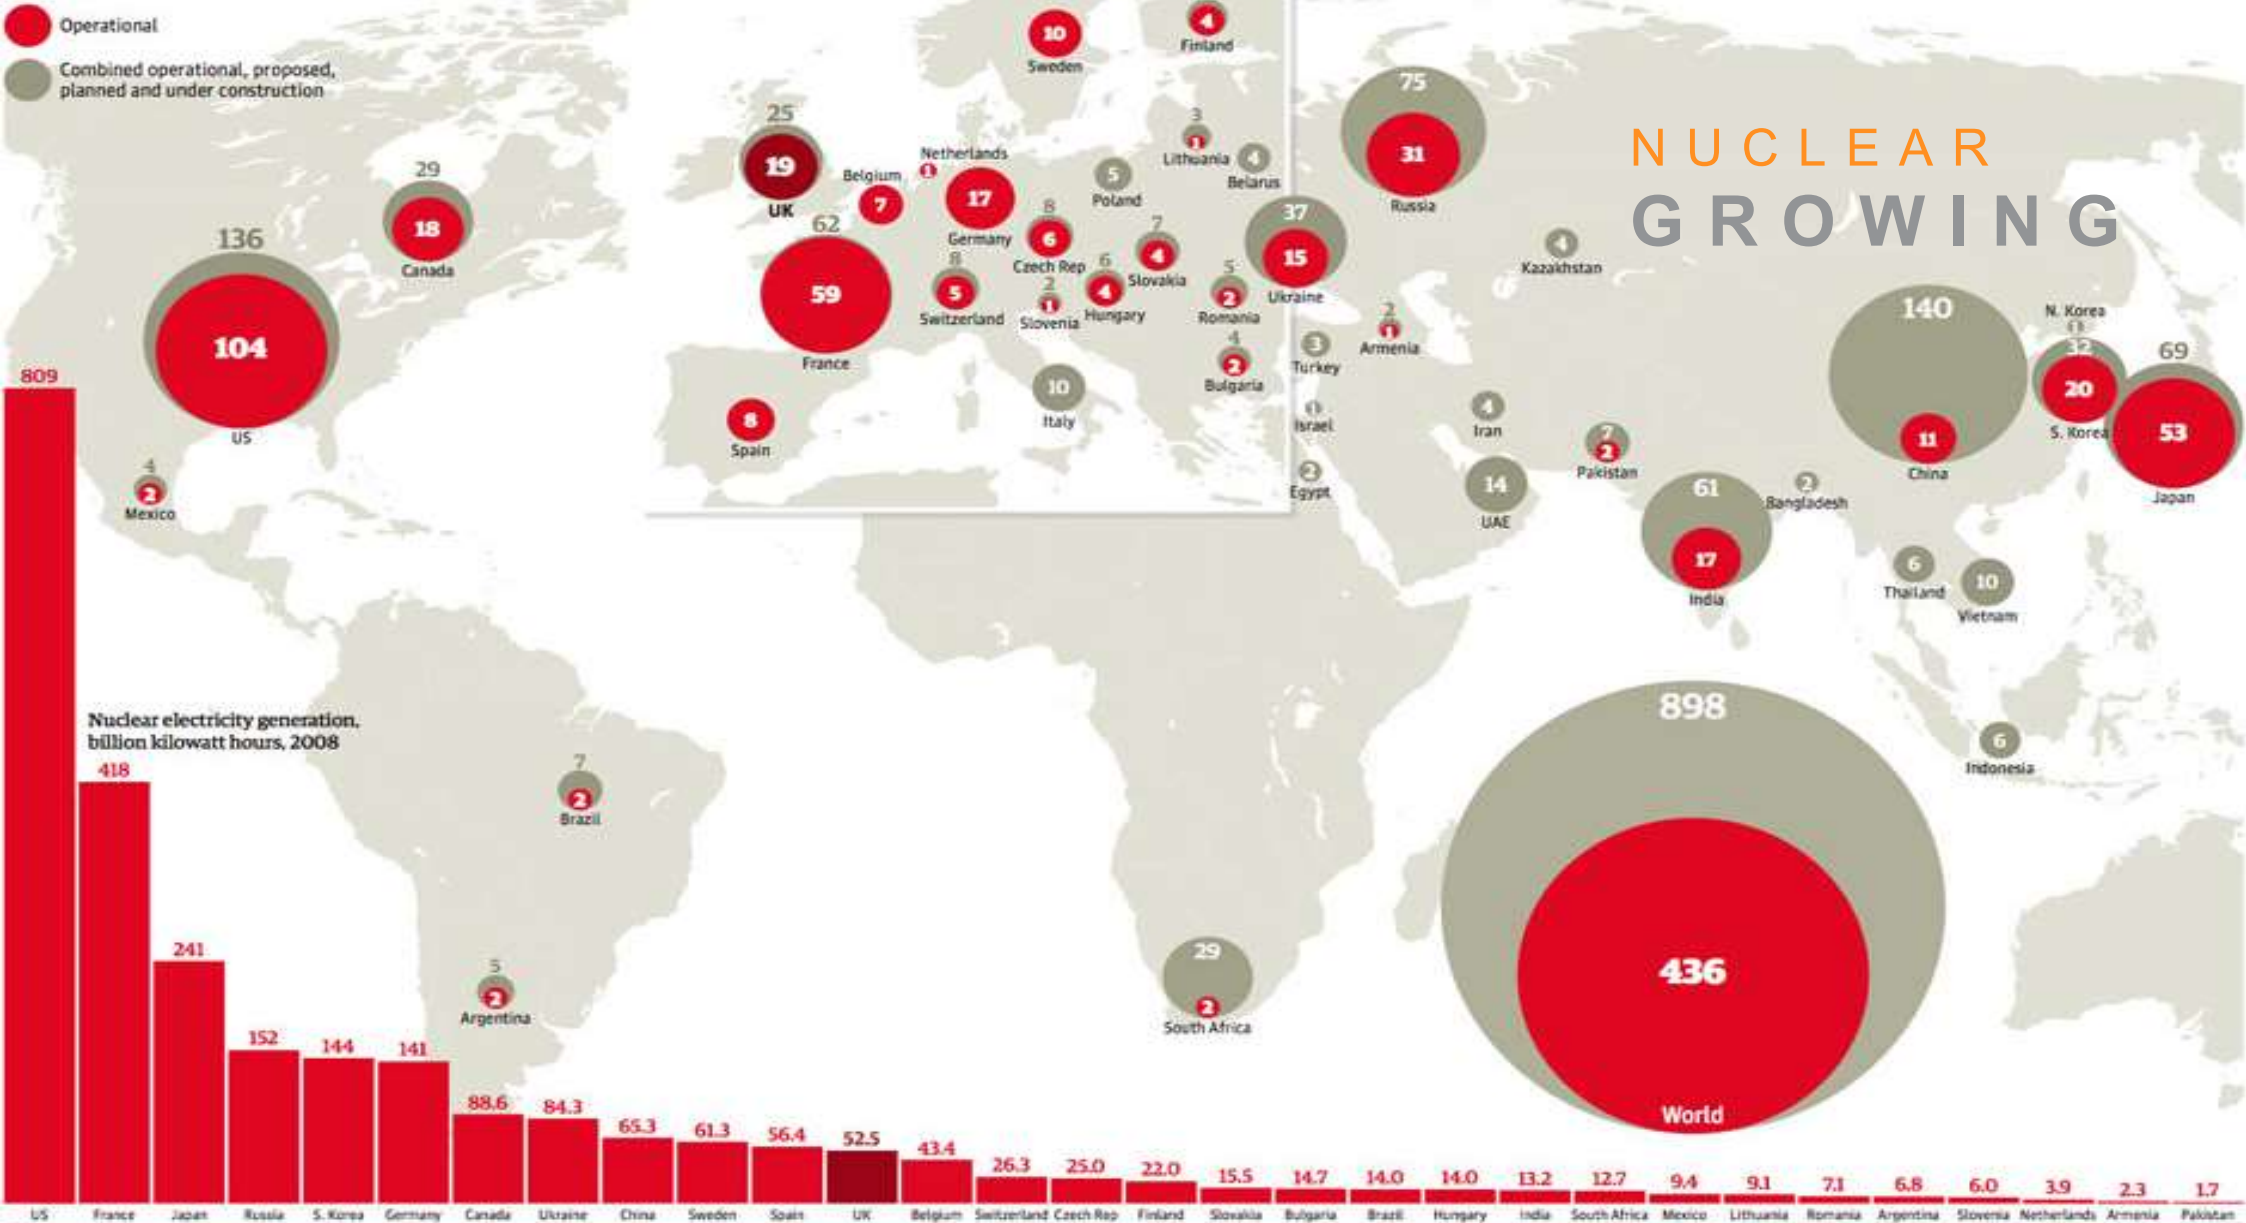 Operational
Combined operational, proposed,
planned and under construction
NUCLEAR
GROWING
136
104
US
29
18
Canada
4
2
Mexico
7
2
Brazil
5
2
Argentina
10
Sweden
4
Finland
25
19
UK
Belgium
7
Netherlands
1
17
Germany
62
59
France
8
Spain
8
5
Switzerland
8
6
Czech Rep
2
1
Slovenia
6
4
Hungary
7
4
Slovakia
5
Poland
3
1
Lithuania
4
Belarus
5
2
Romania
4
2
Bulgaria
10
Italy
37
15
Ukraine
75
31
Russia
4
Kazakhstan
3
Turkey
2
1
Armenia
1
Israel
2
Egypt
4
Iran
14
UAE
7
2
Pakistan
61
17
India
2
Bangladesh
140
11
China
N. Korea
1
32
20
S. Korea
69
53
Japan
6
Thailand
10
Vietnam
6
Indonesia
29
2
South Africa
898
436
World
Nuclear electricity generation,
billion kilowatt hours, 2008
809
418
241
152
144
141
88.6
84.3
65.3
61.3
56.4
52.5
43.4
26.3
25.0
22.0
15.5
14.7
14.0
14.0
13.2
12.7
9.4
9.1
7.1
6.8
6.0
3.9
2.3
1.7
US France Japan Russia S. Korea Germany Canada Ukraine China Sweden Spain UK Belgium Switzerland Czech Rep Finland Slovakia Bulgaria Brazil Hungary India South Africa Mexico Lithuania Romania Argentina Slovenia Netherlands Armenia Pakistan